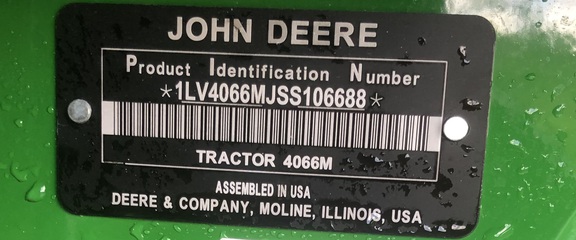 JOHN DEERE
Product Identification Number
*1LV4066MJSS106688*
TRACTOR 4066M
ASSEMBLED IN USA
DEERE & COMPANY, MOLINE, ILLINOIS, USA